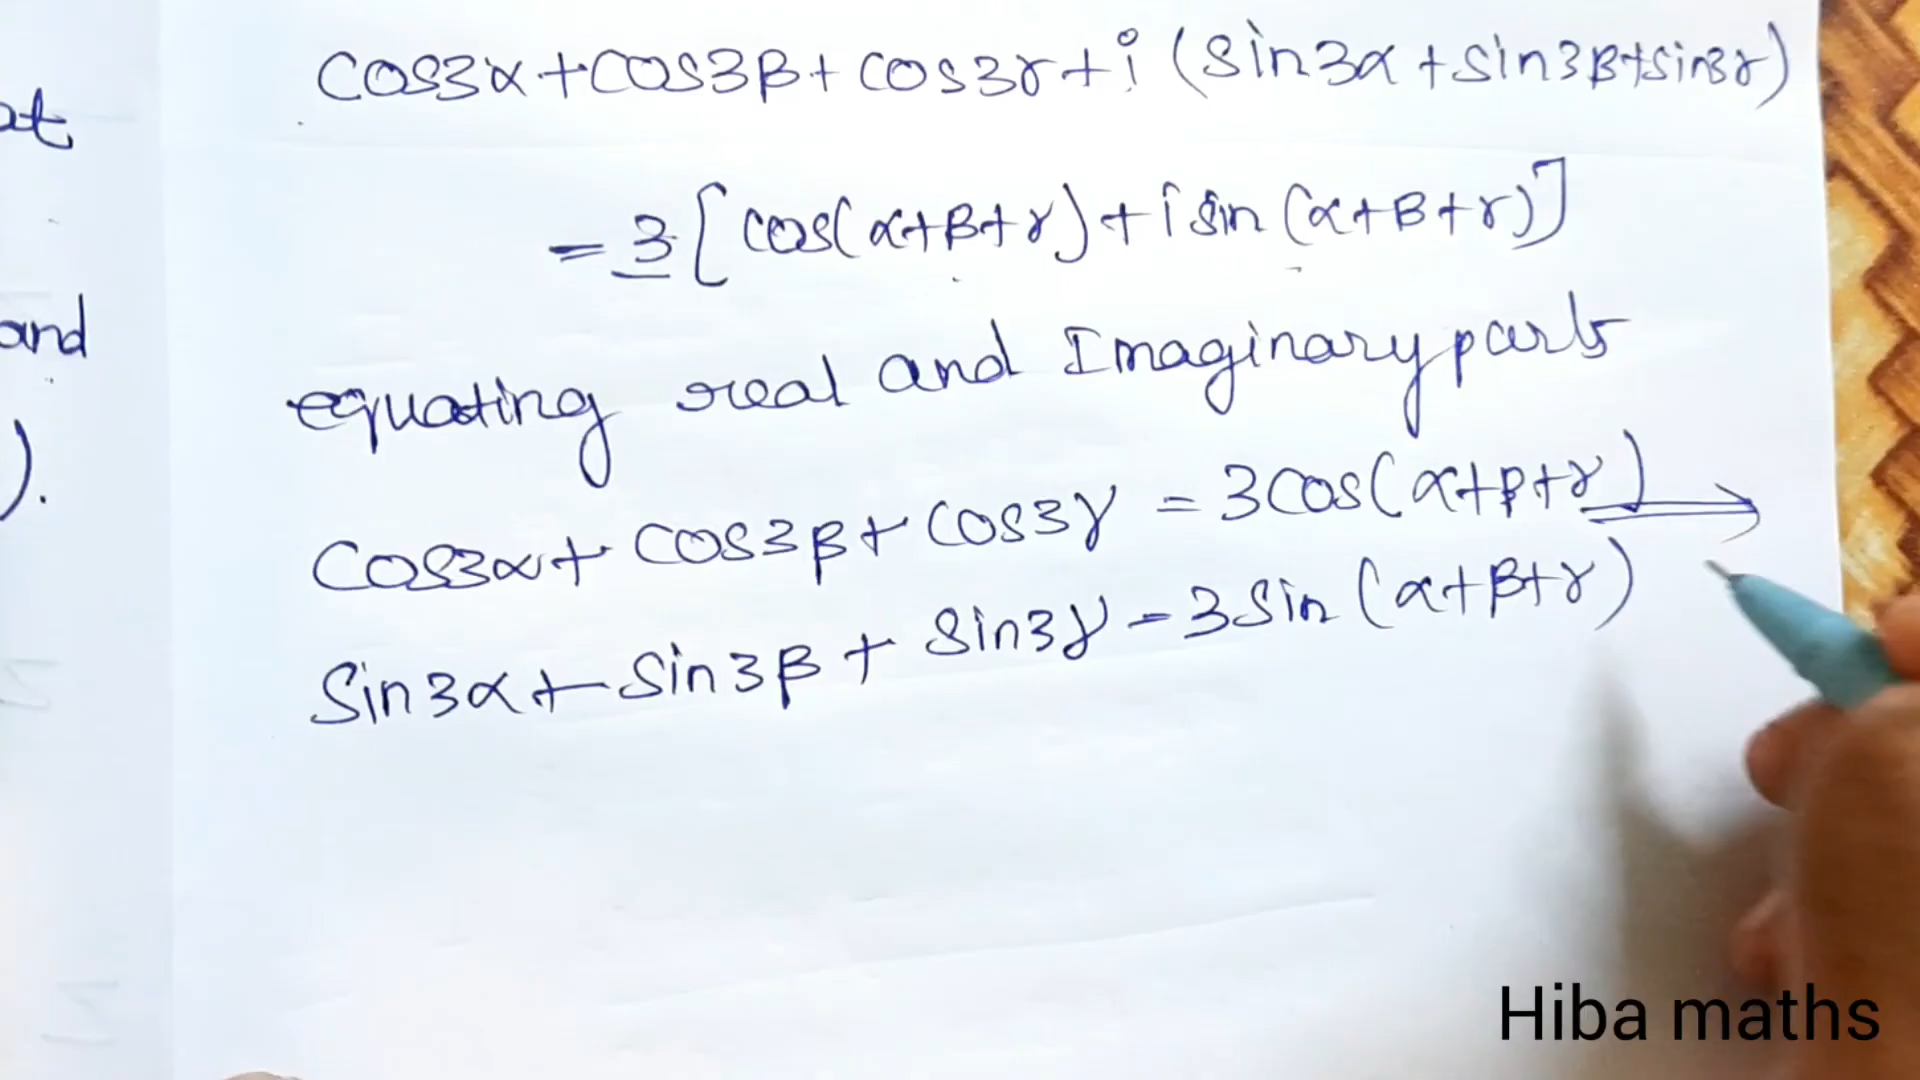 at
and
).
cos3α+cos3β+cos3γ+i(sin3α+sin3β+sin3γ)
=3[cos(α+β+γ)+isin(α+β+γ)]
equating real and Imaginary parts
cos3α+cos3β+cos3γ=3cos(α+β+γ)
sin3α+sin3β+sin3γ=3sin(α+β+γ)
Hiba maths